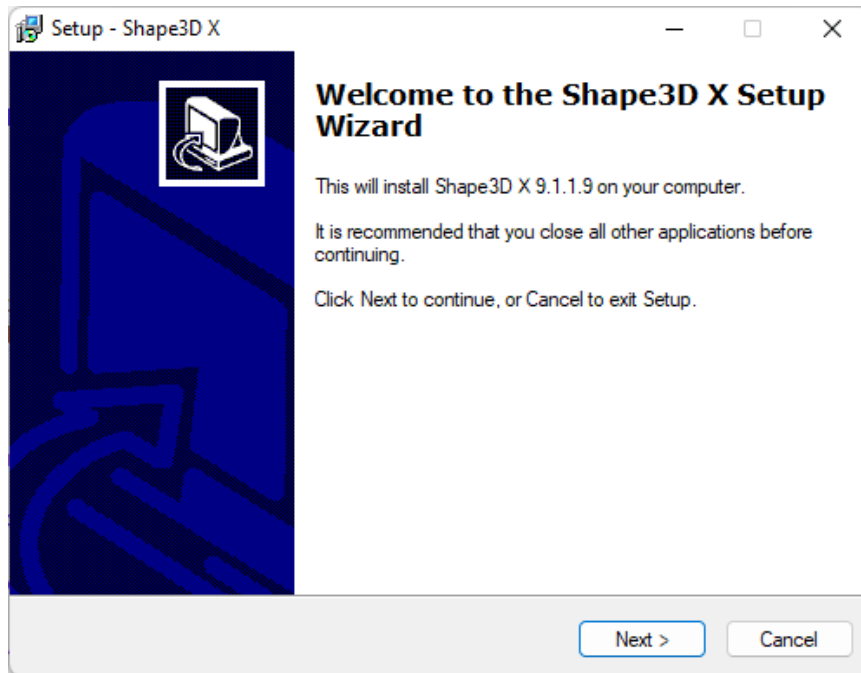 Setup - Shape3D X
Welcome to the Shape3D X Setup
Wizard
This will install Shape3D X 9.1.1.9 on your computer.
It is recommended that you close all other applications before
continuing.
Click Next to continue, or Cancel to exit Setup.
Next >
Cancel